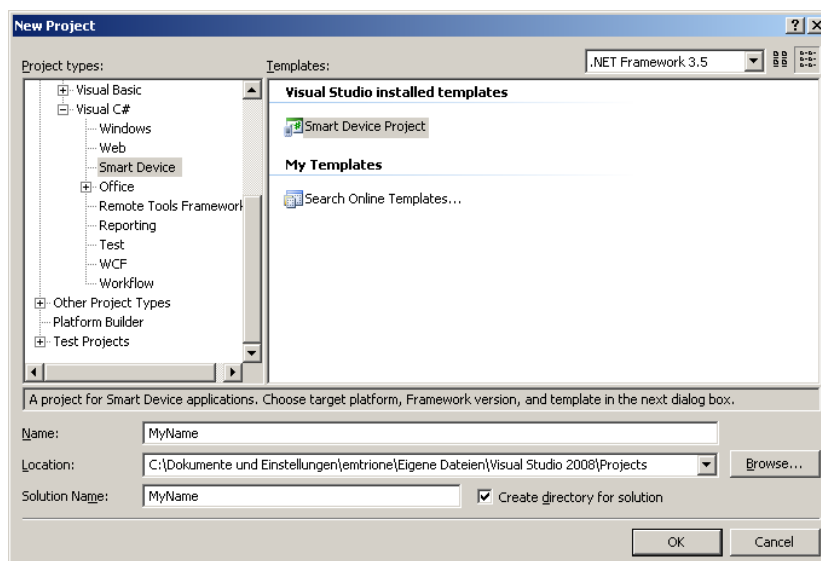 New Project
Project types:
Templates:
.NET Framework 3.5
Visual Basic
Visual C#
Windows
Web
Smart Device
Office
Remote Tools Framework
Reporting
Test
WCF
Workflow
Other Project Types
Platform Builder
Test Projects
Visual Studio installed templates
Smart Device Project
My Templates
Search Online Templates...
A project for Smart Device applications. Choose target platform, Framework version, and template in the next dialog box.
Name:
MyName
Location:
C:\Dokumente und Einstellungen\emtrione\Eigene Dateien\Visual Studio 2008\Projects
Browse...
Solution Name:
MyName
Create directory for solution
OK
Cancel